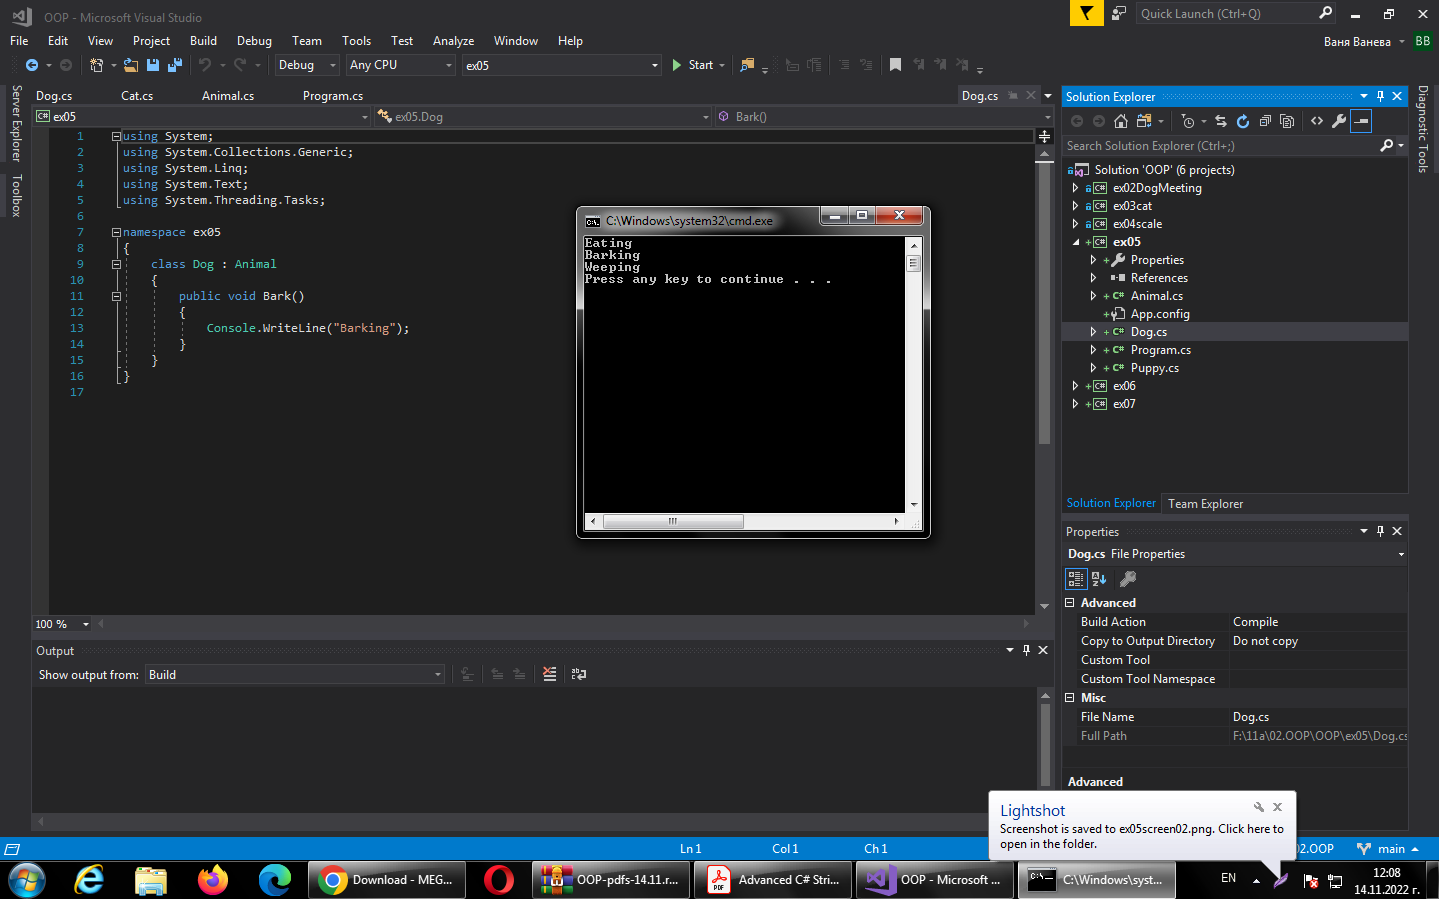 OOP - Microsoft Visual Studio
Quick Launch (Ctrl+Q)
File Edit View Project Build Debug Team Tools Test Analyze Window Help
Ваня Ванева BB
Debug Any CPU ex05 Start
Server Explorer
Toolbox
Dog.cs Cat.cs Animal.cs Program.cs Dog.cs
C# ex05 ex05.Dog Bark()
1 using System;
2 using System.Collections.Generic;
3 using System.Linq;
4 using System.Text;
5 using System.Threading.Tasks;
6
7 namespace ex05
8 {
9 class Dog : Animal
10 {
11 public void Bark()
12 {
13 Console.WriteLine("Barking");
14 }
15 }
16 }
17
100 %
C:\Windows\system32\cmd.exe
Eating
Barking
Weeping
Press any key to continue . . .
Output
Show output from: Build
Solution Explorer
Search Solution Explorer (Ctrl+;)
Solution 'OOP' (6 projects)
C# ex02DogMeeting
C# ex03cat
C# ex04scale
C# ex05
Properties
References
C# Animal.cs
App.config
C# Dog.cs
C# Program.cs
C# Puppy.cs
C# ex06
C# ex07
Solution Explorer Team Explorer
Diagnostic Tools
Properties
Dog.cs File Properties
Advanced
Build Action Compile
Copy to Output Directory Do not copy
Custom Tool
Custom Tool Namespace
Misc
File Name Dog.cs
Full Path F:\11a\02.OOP\OOP\ex05\Dog.cs
Advanced
Lightshot
Screenshot is saved to ex05screen02.png. Click here to
open in the folder.
Ln 1 Col 1 Ch 1 02.OOP main
Download - MEG...
OOP-pdfs-14.11.r...
PDF
Advanced C# Stri...
OOP - Microsoft ...
C:\Windows\syst...
EN
12:08
14.11.2022 г.